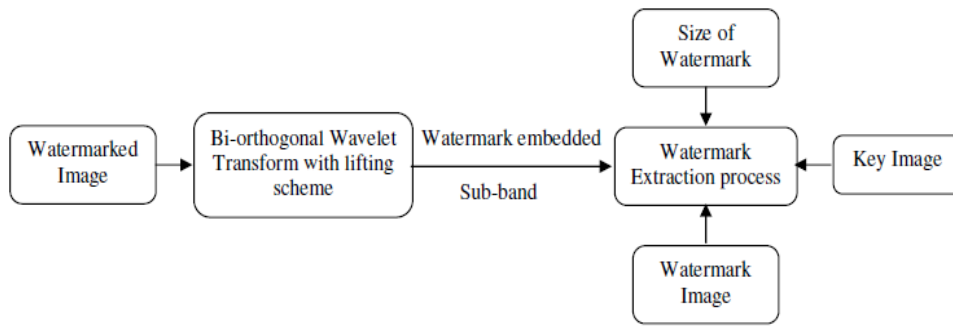 Size of
Watermark
Watermarked
Image
Bi-orthogonal Wavelet
Transform with lifting
scheme
Watermark embedded
Sub-band
Watermark
Extraction process
Key Image
Watermark
Image